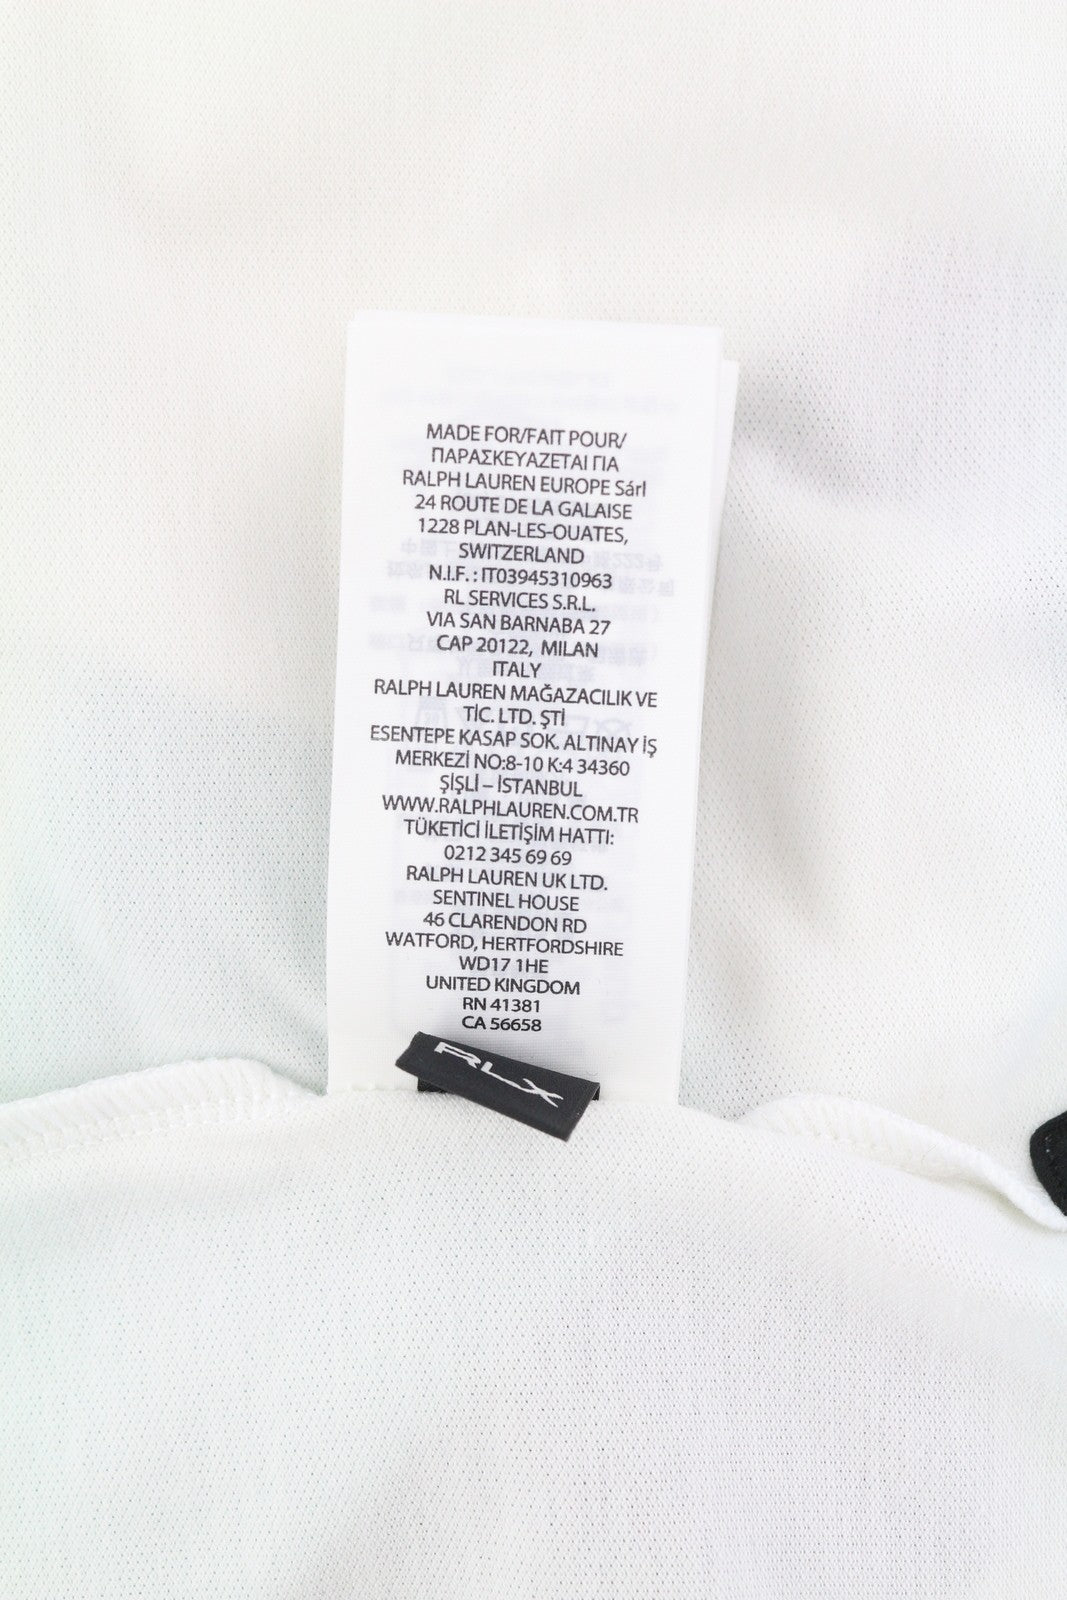 MADE FOR/FAIT POUR/
ΠΑΡΑΣΚΕΥΑΖΕΤΑΙ ΓΙΑ
RALPH LAUREN EUROPE Sárl
24 ROUTE DE LA GALAISE
1228 PLAN-LES-OUATES,
SWITZERLAND
N.I.F. : IT03945310963
RL SERVICES S.R.L.
VIA SAN BARNABA 27
CAP 20122, MILAN
ITALY
RALPH LAUREN MAĞAZACILIK VE
TİC. LTD. ŞTİ
ESENTEPE KASAP SOK. ALTINAY İŞ
MERKEZİ NO:8-10 K:4 34360
ŞİŞLİ – İSTANBUL
WWW.RALPHLAUREN.COM.TR
TÜKETİCİ İLETİŞİM HATTI:
0212 345 69 69
RALPH LAUREN UK LTD.
SENTINEL HOUSE
46 CLARENDON RD
WATFORD, HERTFORDSHIRE
WD17 1HE
UNITED KINGDOM
RN 41381
CA 56658
RLX